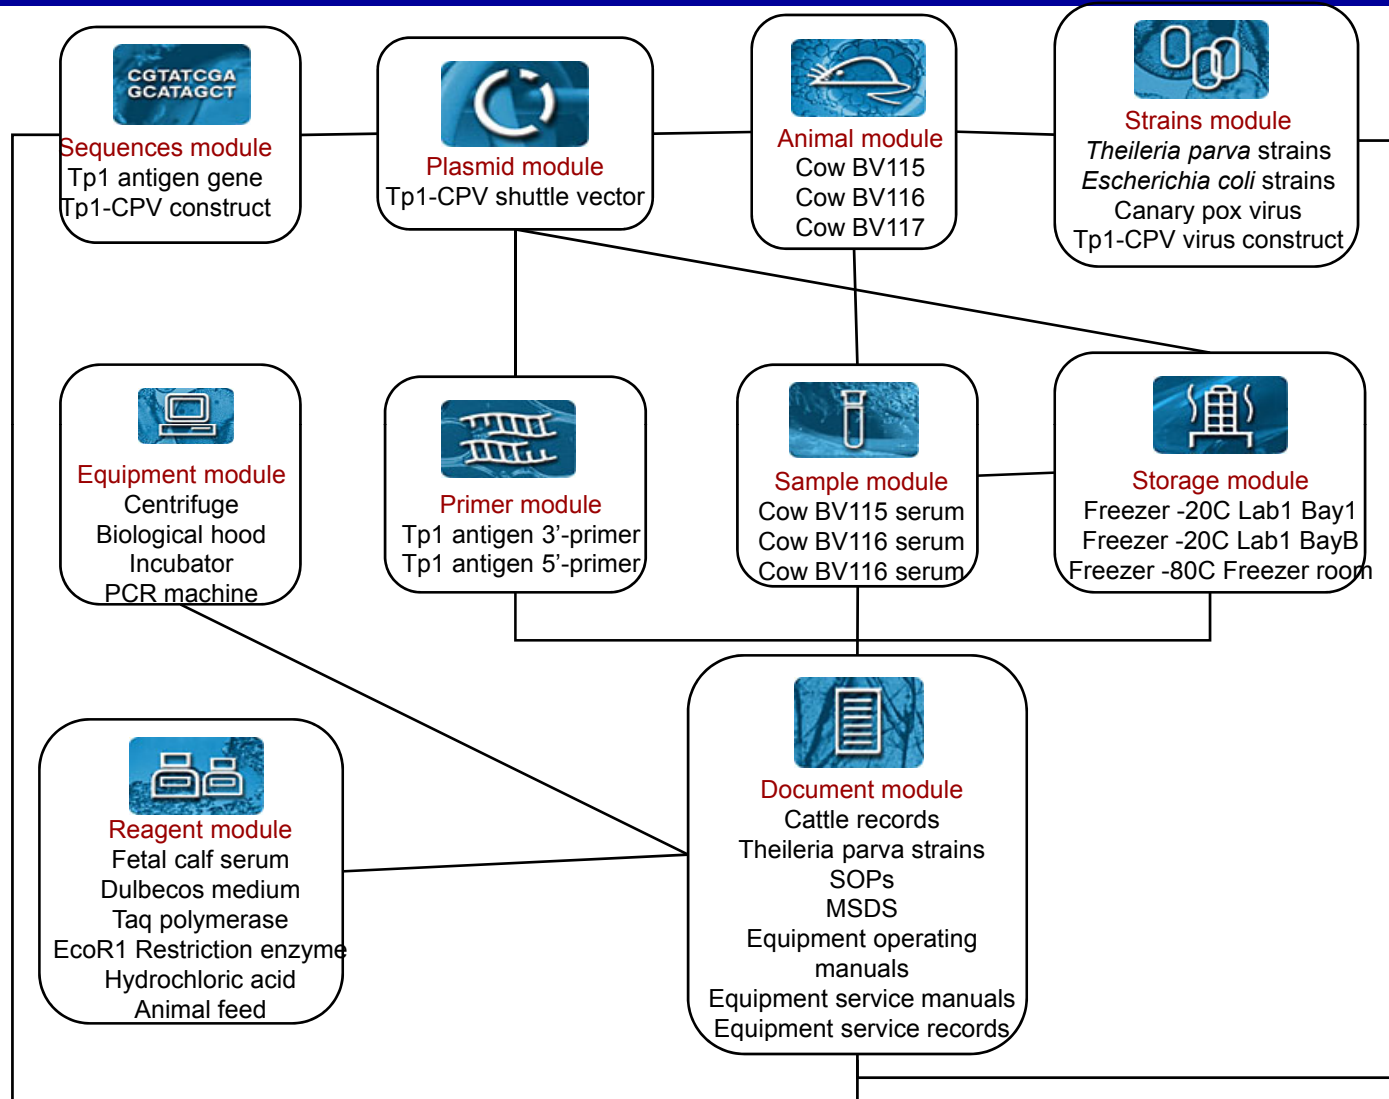 CGTATCGA
GCATAGCT
Sequences module
Tp1 antigen gene
Tp1-CPV construct
Plasmid module
Tp1-CPV shuttle vector
Animal module
Cow BV115
Cow BV116
Cow BV117
Strains module
Theileria parva strains
Escherichia coli strains
Canary pox virus
Tp1-CPV virus construct
Equipment module
Centrifuge
Biological hood
Incubator
PCR machine
Primer module
Tp1 antigen 3’-primer
Tp1 antigen 5’-primer
Sample module
Cow BV115 serum
Cow BV116 serum
Cow BV116 serum
Storage module
Freezer -20C Lab1 Bay1
Freezer -20C Lab1 BayB
Freezer -80C Freezer room
Reagent module
Fetal calf serum
Dulbecos medium
Taq polymerase
EcoR1 Restriction enzyme
Hydrochloric acid
Animal feed
Document module
Cattle records
Theileria parva strains
SOPs
MSDS
Equipment operating
manuals
Equipment service manuals
Equipment service records